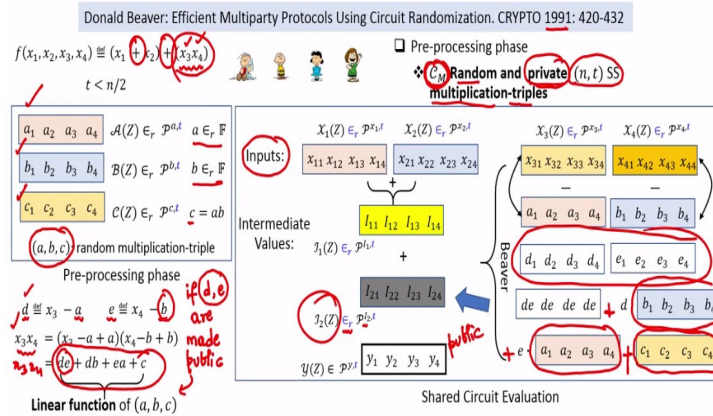 Donald Beaver: Efficient Multiparty Protocols Using Circuit Randomization. CRYPTO 1991: 420-432
f(x₁, x₂, x₃, x₄) ≝ (x₁ + x₂) + (x₃x₄)
t < n/2
❑ Pre-processing phase
❖ C_M Random and private (n, t) SS
multiplication-triples
a₁ a₂ a₃ a₄ 𝒜(Z) ∈ᵣ 𝒫^{a,t} a ∈ᵣ 𝔽
b₁ b₂ b₃ b₄ ℬ(Z) ∈ᵣ 𝒫^{b,t} b ∈ᵣ 𝔽
c₁ c₂ c₃ c₄ C(Z) ∈ᵣ 𝒫^{c,t} c = ab
(a, b, c): random multiplication-triple
Pre-processing phase
d ≝ x₃ − a e ≝ x₄ − b
x₃x₄ = (x₃ −a + a)(x₄−b + b)
x₃x₄ = de + db + ea + c
Linear function of (a, b, c)
if d, e
are
made
public
𝒳₁(Z) ∈ᵣ 𝒫^{x₁,t} 𝒳₂(Z) ∈ᵣ 𝒫^{x₂,t} 𝒳₃(Z) ∈ᵣ 𝒫^{x₃,t} 𝒳₄(Z) ∈ᵣ 𝒫^{x₄,t}
Inputs: x₁₁ x₁₂ x₁₃ x₁₄ x₂₁ x₂₂ x₂₃ x₂₄ x₃₁ x₃₂ x₃₃ x₃₄ x₄₁ x₄₂ x₄₃ x₄₄
+ − −
I₁₁ I₁₂ I₁₃ I₁₄ a₁ a₂ a₃ a₄ b₁ b₂ b₃ b₄
Intermediate
Values:
ℐ₁(Z) ∈ᵣ 𝒫^{I₁,t}
+
Beaver
d₁ d₂ d₃ d₄ e₁ e₂ e₃ e₄
I₂₁ I₂₂ I₂₃ I₂₄
ℐ₂(Z) ∈ᵣ 𝒫^{I₂,t}
de de de de + d b₁ b₂ b₃ b₄
public
𝒴(Z) ∈ 𝒫^{y,t} y₁ y₂ y₃ y₄
+ e · a₁ a₂ a₃ a₄ + c₁ c₂ c₃ c₄
Shared Circuit Evaluation